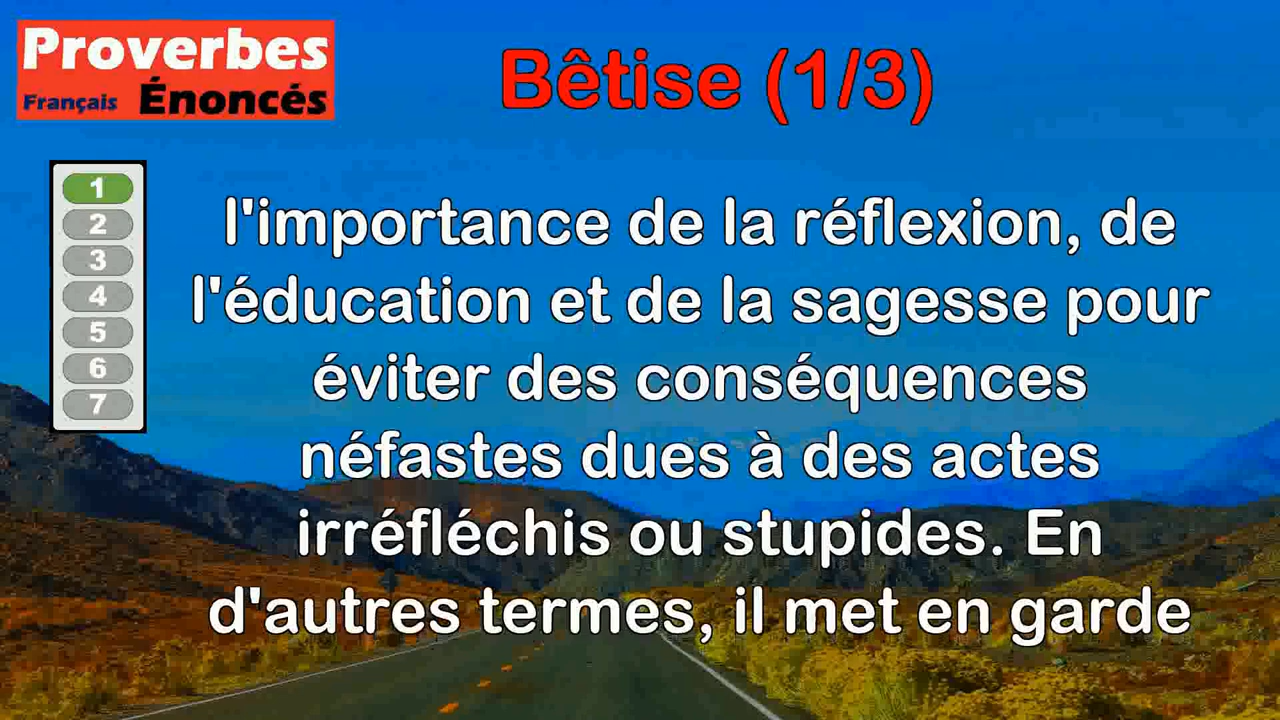 Proverbes
Français Énoncés
Bêtise (1/3)
1
2
3
4
5
6
7
l'importance de la réflexion, de
l'éducation et de la sagesse pour
éviter des conséquences
néfastes dues à des actes
irréfléchis ou stupides. En
d'autres termes, il met en garde